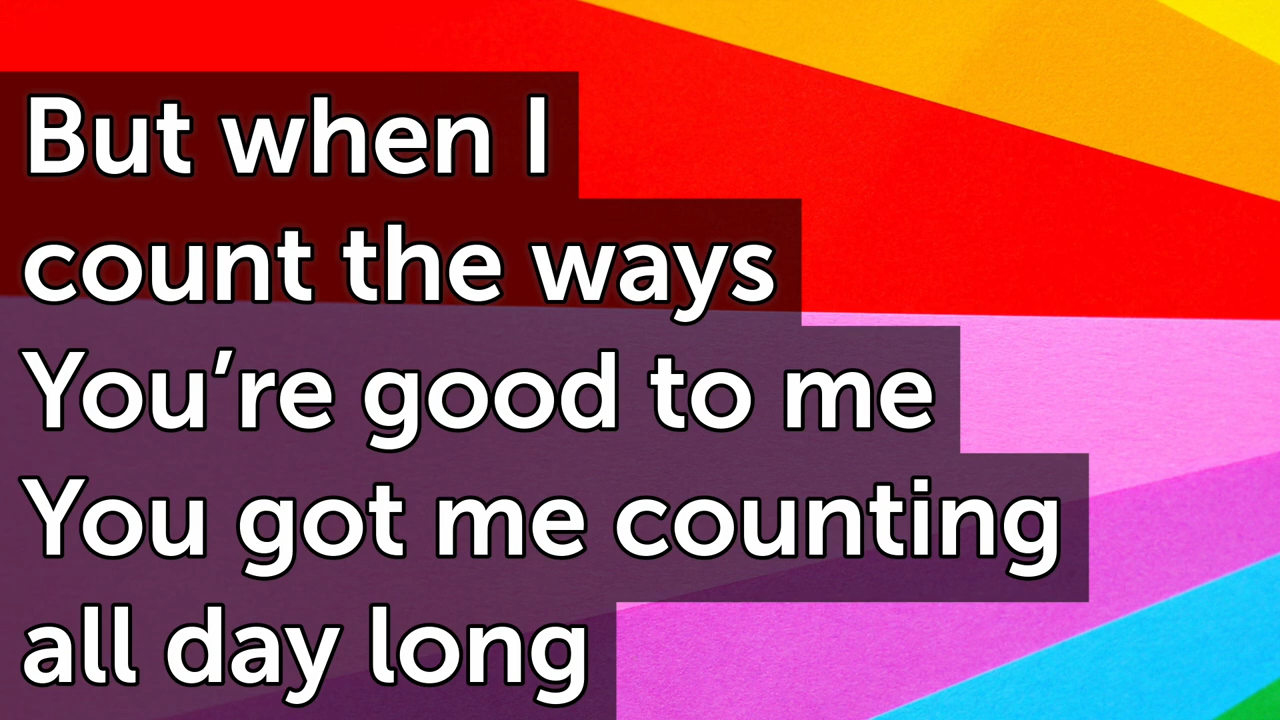 But when I
count the ways
You’re good to me
You got me counting
all day long